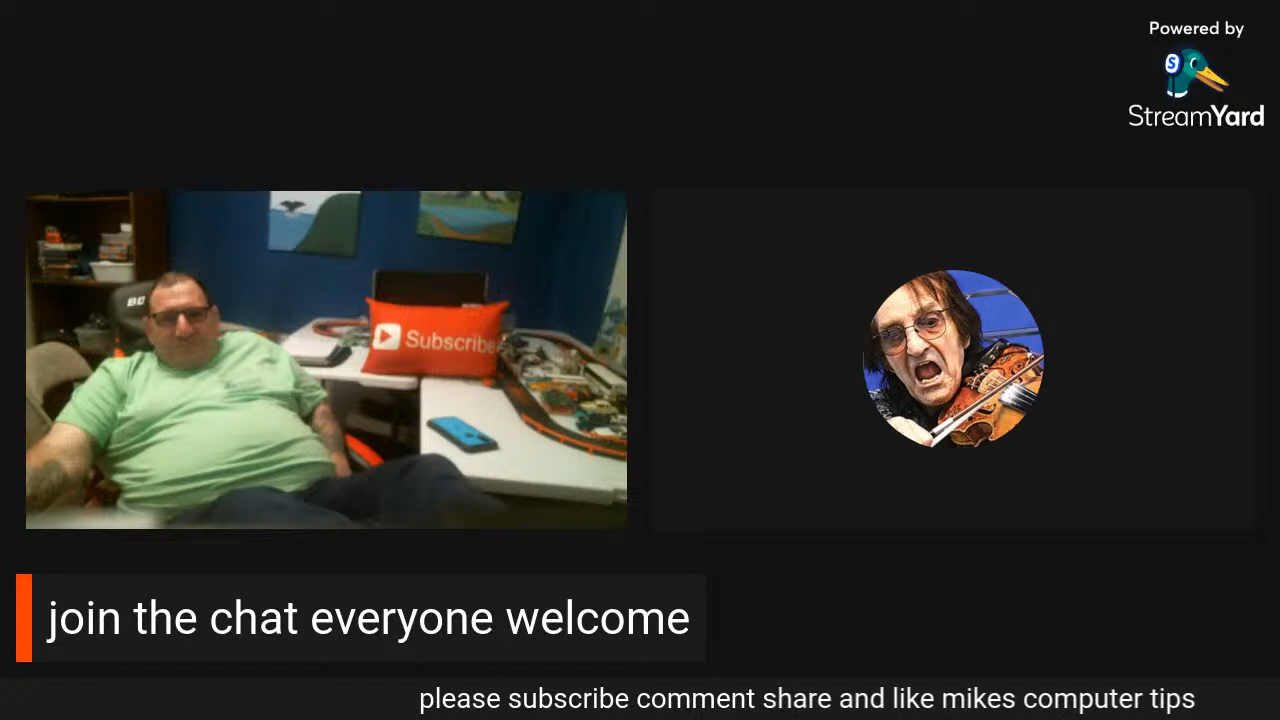 Powered by
S
StreamYard
Subscribe
join the chat everyone welcome
please subscribe comment share and like mikes computer tips